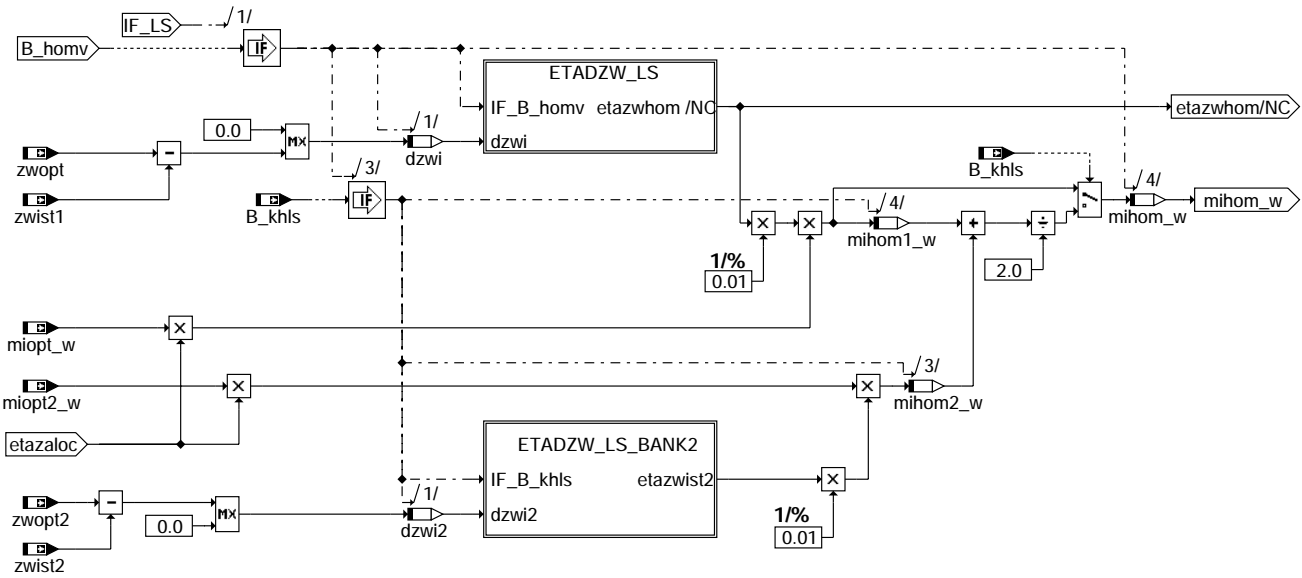 IF_LS
/1/
B_homv
IF
ETADZW_LS
IF_B_homv
etazwhom /NC
etazwhom/NC
dzwi
0.0
MX
/1/
dzwi
zwopt
-
zwist1
/3/
IF
B_khls
B_khls
/4/
mihom_w
mihom_w
/4/
mihom1_w
+
÷
2.0
×
×
1/%
0.01
miopt_w
×
miopt2_w
×
×
/3/
mihom2_w
etazaloc
ETADZW_LS_BANK2
IF_B_khls
etazwist2
dzwi2
×
1/%
0.01
zwopt2
-
0.0
MX
/1/
dzwi2
zwist2